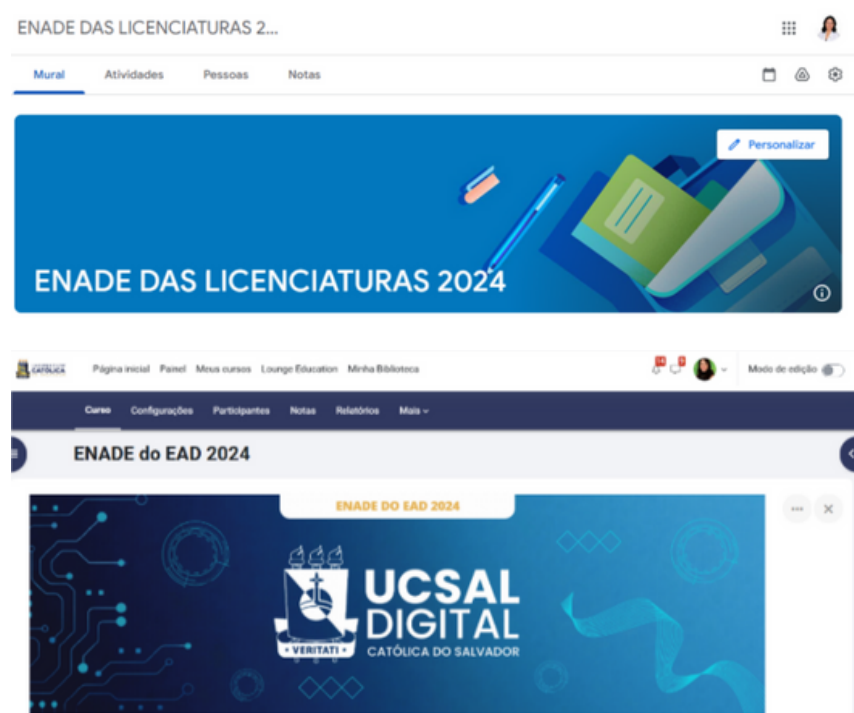 ENADE DAS LICENCIATURAS 2...
Mural Atividades Pessoas Notas
Personalizar
ENADE DAS LICENCIATURAS 2024
CATÓLICA Página inicial Painel Meus cursos Lounge Education Minha Biblioteca Modo de edição
Curso Configurações Participantes Notas Relatórios Mais
ENADE do EAD 2024
ENADE DO EAD 2024
UCSAL
DIGITAL
• VERITATI • CATÓLICA DO SALVADOR